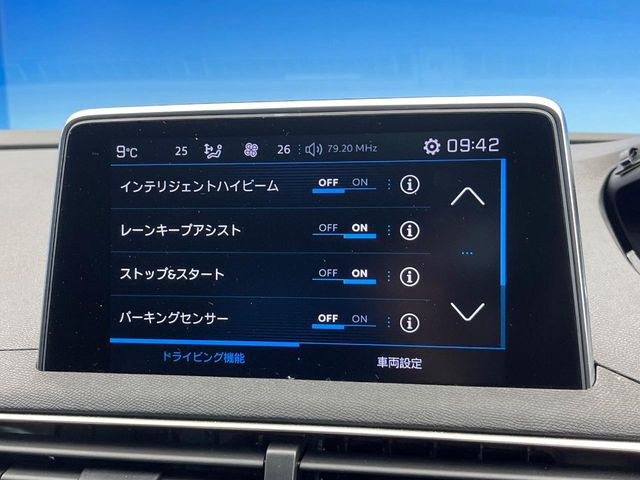 9℃ 25 26 79.20 MHz 09:42
インテリジェントハイビーム OFF ON
レーンキープアシスト OFF ON
ストップ&スタート OFF ON
パーキングセンサー OFF ON
ドライビング機能 車両設定